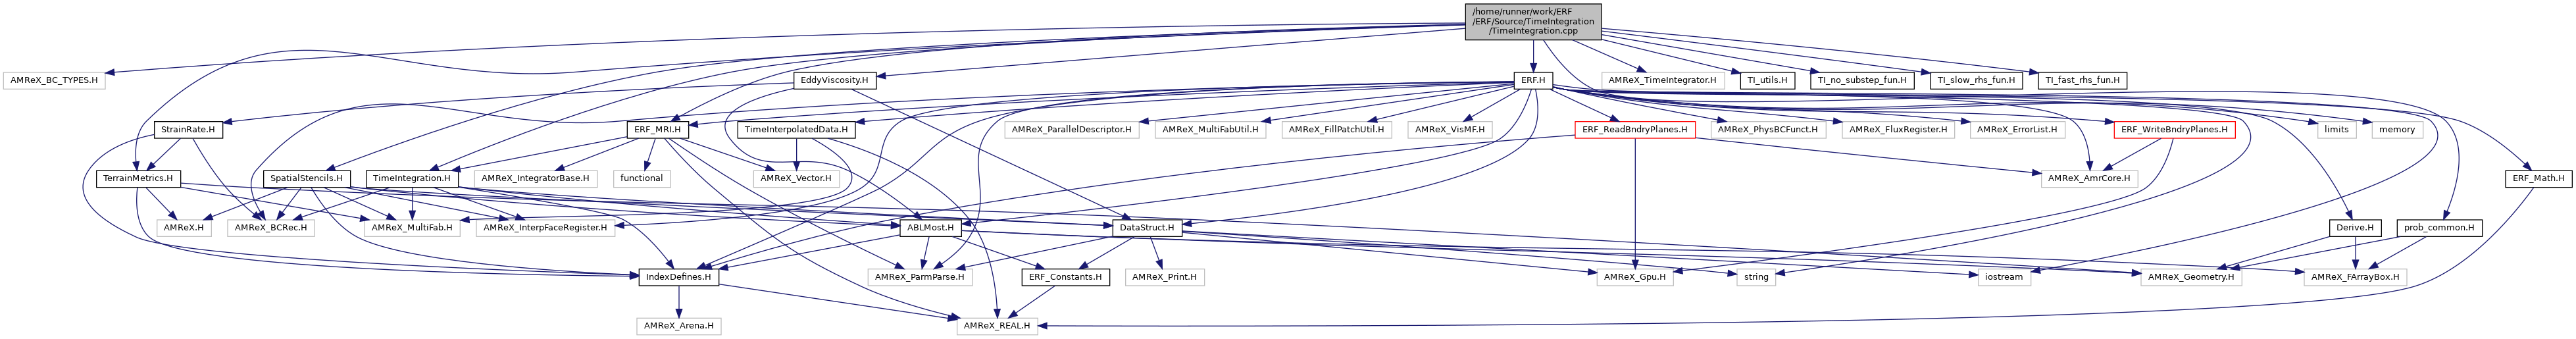 /home/runner/work/ERF
/ERF/Source/TimeIntegration
/TimeIntegration.cpp
AMReX_BC_TYPES.H
EddyViscosity.H
ERF.H
AMReX_TimeIntegrator.H
TI_utils.H
TI_no_substep_fun.H
TI_slow_rhs_fun.H
TI_fast_rhs_fun.H
StrainRate.H
ERF_MRI.H
TimeInterpolatedData.H
AMReX_ParallelDescriptor.H
AMReX_MultiFabUtil.H
AMReX_FillPatchUtil.H
AMReX_VisMF.H
ERF_ReadBndryPlanes.H
AMReX_PhysBCFunct.H
AMReX_FluxRegister.H
AMReX_ErrorList.H
ERF_WriteBndryPlanes.H
limits
memory
TerrainMetrics.H
SpatialStencils.H
TimeIntegration.H
AMReX_IntegratorBase.H
functional
AMReX_Vector.H
AMReX_AmrCore.H
ERF_Math.H
AMReX.H
AMReX_BCRec.H
AMReX_MultiFab.H
AMReX_InterpFaceRegister.H
ABLMost.H
DataStruct.H
Derive.H
prob_common.H
IndexDefines.H
AMReX_ParmParse.H
ERF_Constants.H
AMReX_Print.H
AMReX_Gpu.H
string
iostream
AMReX_Geometry.H
AMReX_FArrayBox.H
AMReX_Arena.H
AMReX_REAL.H